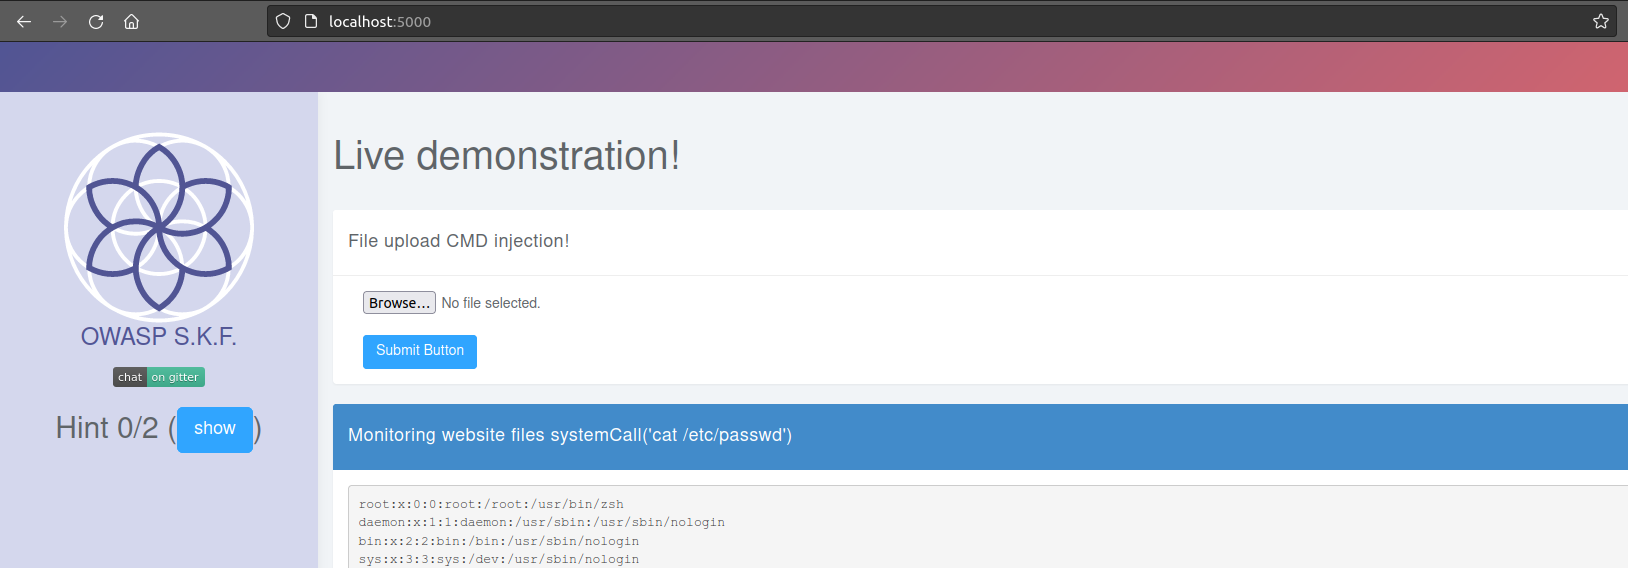 localhost:5000
OWASP S.K.F.
chat on gitter
Hint 0/2 (show)
Live demonstration!
File upload CMD injection!
Browse... No file selected.
Submit Button
Monitoring website files systemCall('cat /etc/passwd')
root:x:0:0:root:/root:/usr/bin/zsh
daemon:x:1:1:daemon:/usr/sbin:/usr/sbin/nologin
bin:x:2:2:bin:/bin:/usr/sbin/nologin
sys:x:3:3:sys:/dev:/usr/sbin/nologin